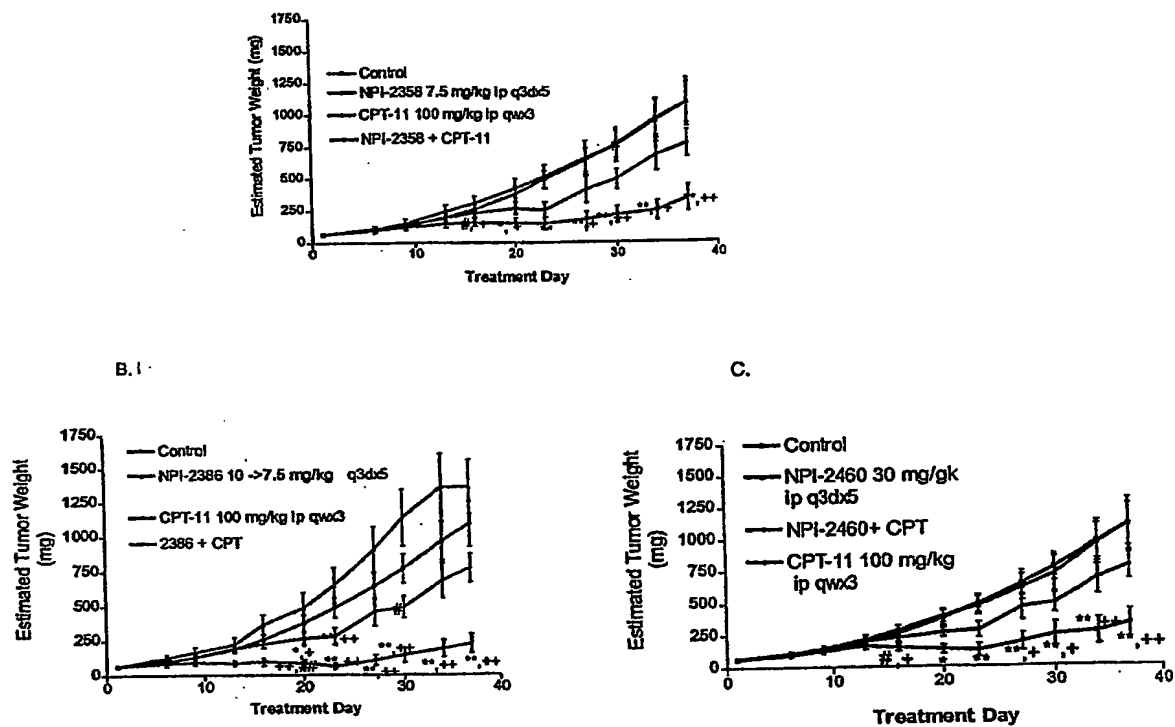 1750
1500
1250
1000
750
500
250
0
Estimated Tumor Weight (mg)
Control
NPI-2358 7.5 mg/kg ip q3dx5
CPT-11 100 mg/kg ip qwx3
NPI-2358 + CPT-11
0 10 20 30 40
Treatment Day
B.
1750
1500
1250
1000
750
500
250
0
Estimated Tumor Weight
(mg)
Control
NPI-2386 10 ->7.5 mg/kg q3dx5
CPT-11 100 mg/kg ip qwx3
2386 + CPT
#
0 10 20 30 40
Treatment Day
C.
1750
1500
1250
1000
750
500
250
0
Estimated Tumor Weight
(mg)
Control
NPI-2460 30 mg/gk
ip q3dx5
NPI-2460+ CPT
CPT-11 100 mg/kg
ip qwx3
#,+ * ** **,+ **,+ ** ++ ** ,++
0 10 20 30 40
Treatment Day